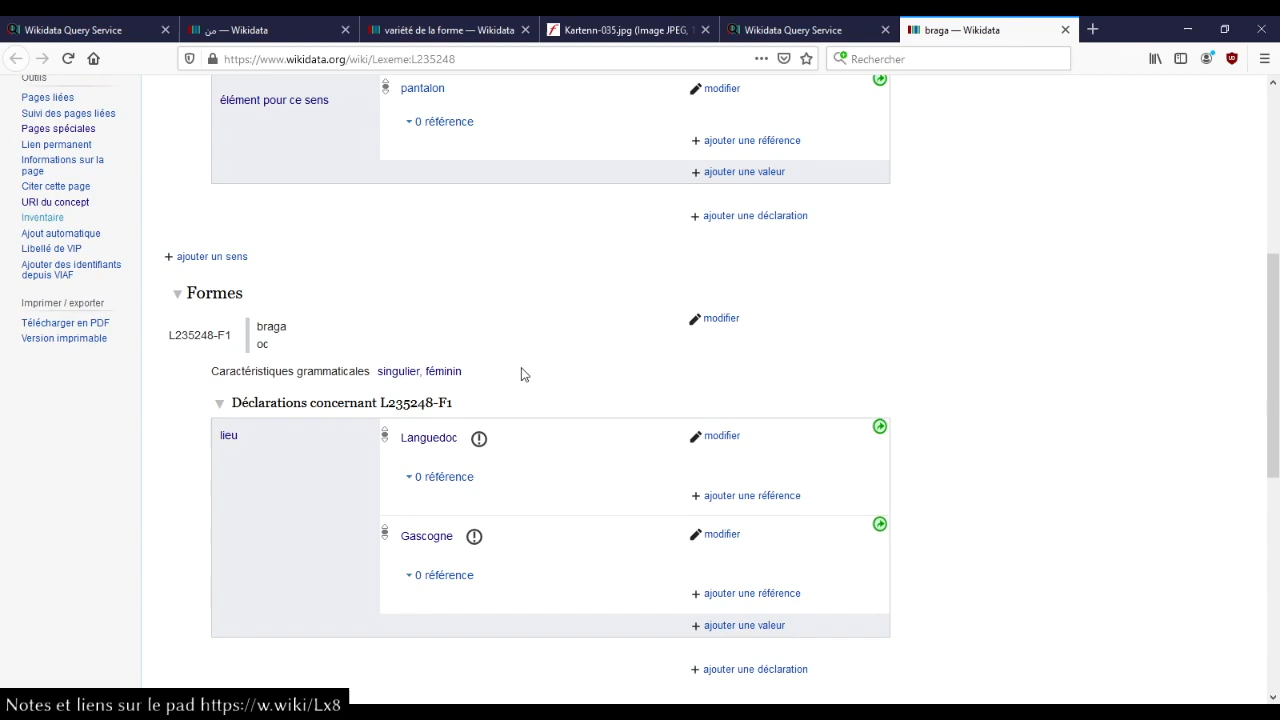 Wikidata Query Service
من — Wikidata
variété de la forme — Wikidata
Kartenn-035.jpg (Image JPEG, 1
Wikidata Query Service
braga — Wikidata
https://www.wikidata.org/wiki/Lexeme:L235248
Rechercher
Outils
Pages liées
Suivi des pages liées
Pages spéciales
Lien permanent
Informations sur la
page
Citer cette page
URI du concept
Inventaire
Ajout automatique
Libellé de VIP
Ajouter des identifiants
depuis VIAF
Imprimer / exporter
Télécharger en PDF
Version imprimable
élément pour ce sens
pantalon
modifier
0 référence
+ ajouter une référence
+ ajouter une valeur
+ ajouter une déclaration
+ ajouter un sens
Formes
L235248-F1
braga
oc
modifier
Caractéristiques grammaticales singulier, féminin
Déclarations concernant L235248-F1
lieu
Languedoc
modifier
0 référence
+ ajouter une référence
Gascogne
modifier
0 référence
+ ajouter une référence
+ ajouter une valeur
+ ajouter une déclaration
Notes et liens sur le pad https://w.wiki/Lx8